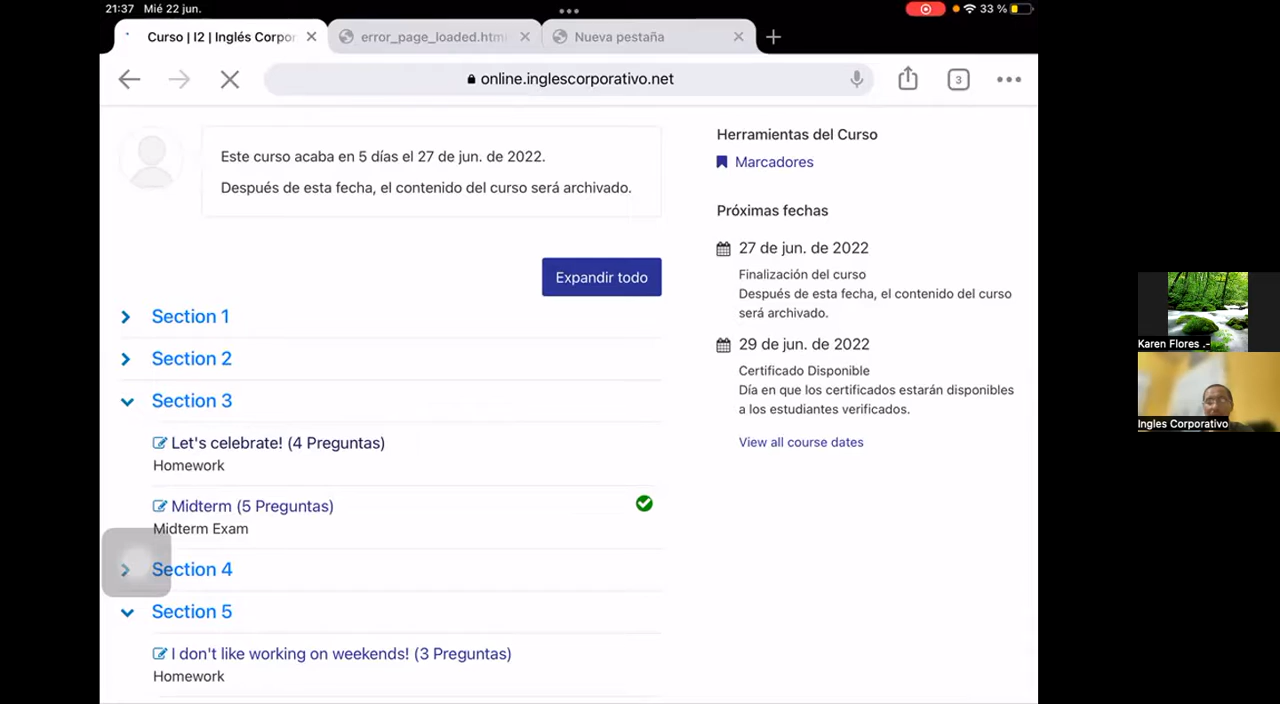 21:37 Mié 22 jun.
33 %
Curso | I2 | Inglés Corpo
error_page_loaded.htm
Nueva pestaña
online.inglescorporativo.net
3
Este curso acaba en 5 días el 27 de jun. de 2022.
Después de esta fecha, el contenido del curso será archivado.
Expandir todo
Section 1
Section 2
Section 3
Let's celebrate! (4 Preguntas)
Homework
Midterm (5 Preguntas)
Midterm Exam
Section 4
Section 5
I don't like working on weekends! (3 Preguntas)
Homework
Herramientas del Curso
Marcadores
Próximas fechas
27 de jun. de 2022
Finalización del curso
Después de esta fecha, el contenido del curso
será archivado.
29 de jun. de 2022
Certificado Disponible
Día en que los certificados estarán disponibles
a los estudiantes verificados.
View all course dates
Karen Flores .-
Ingles Corporativo